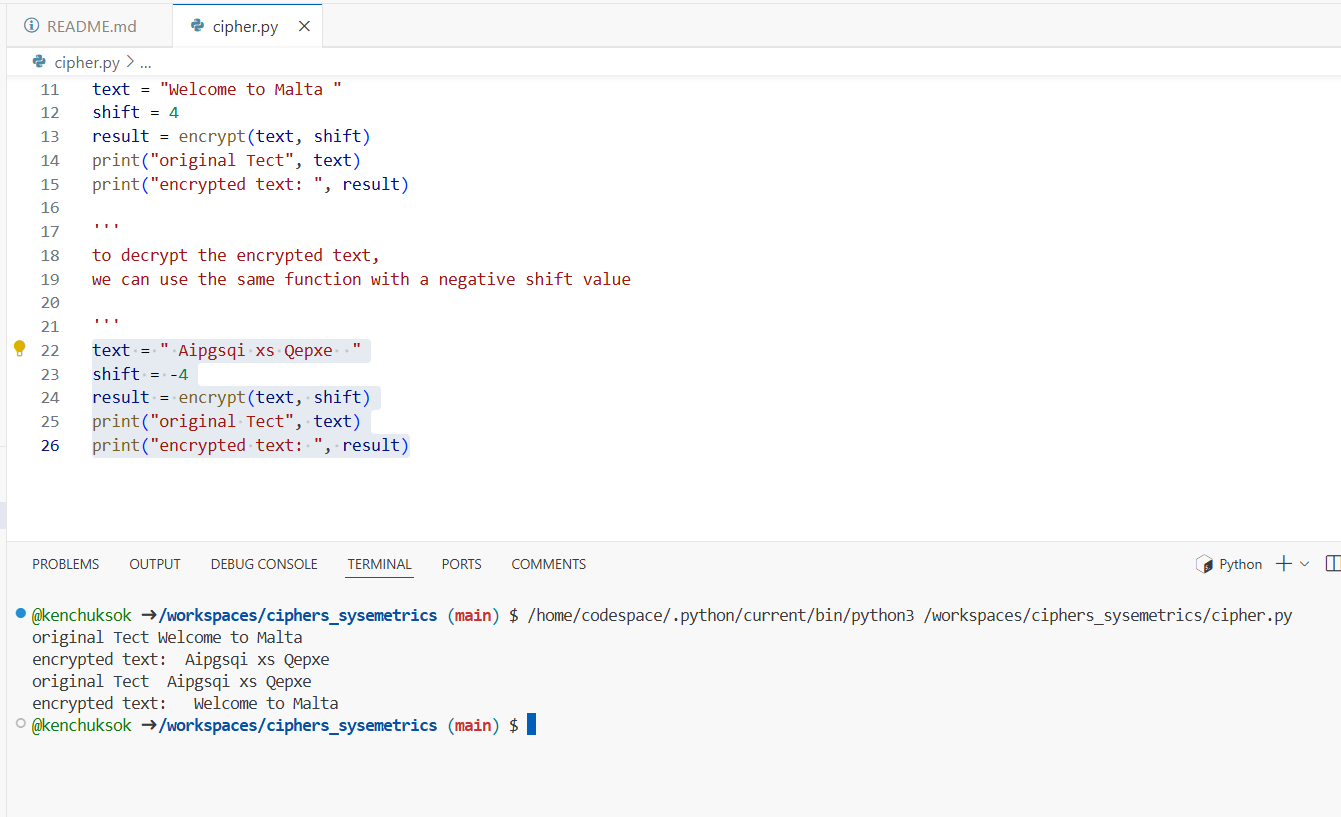 README.md cipher.py
cipher.py > ...
11 text = "Welcome to Malta "
12 shift = 4
13 result = encrypt(text, shift)
14 print("original Tect", text)
15 print("encrypted text: ", result)
16
17 '''
18 to decrypt the encrypted text,
19 we can use the same function with a negative shift value
20
21 '''
22 text = " Aipgsqi xs Qepxe  "
23 shift = -4
24 result = encrypt(text, shift)
25 print("original Tect", text)
26 print("encrypted text: ", result)
PROBLEMS OUTPUT DEBUG CONSOLE TERMINAL PORTS COMMENTS Python
@kenchuksok →/workspaces/ciphers_sysemetrics (main) $ /home/codespace/.python/current/bin/python3 /workspaces/ciphers_sysemetrics/cipher.py
original Tect Welcome to Malta
encrypted text:  Aipgsqi xs Qepxe
original Tect  Aipgsqi xs Qepxe
encrypted text:   Welcome to Malta
@kenchuksok →/workspaces/ciphers_sysemetrics (main) $